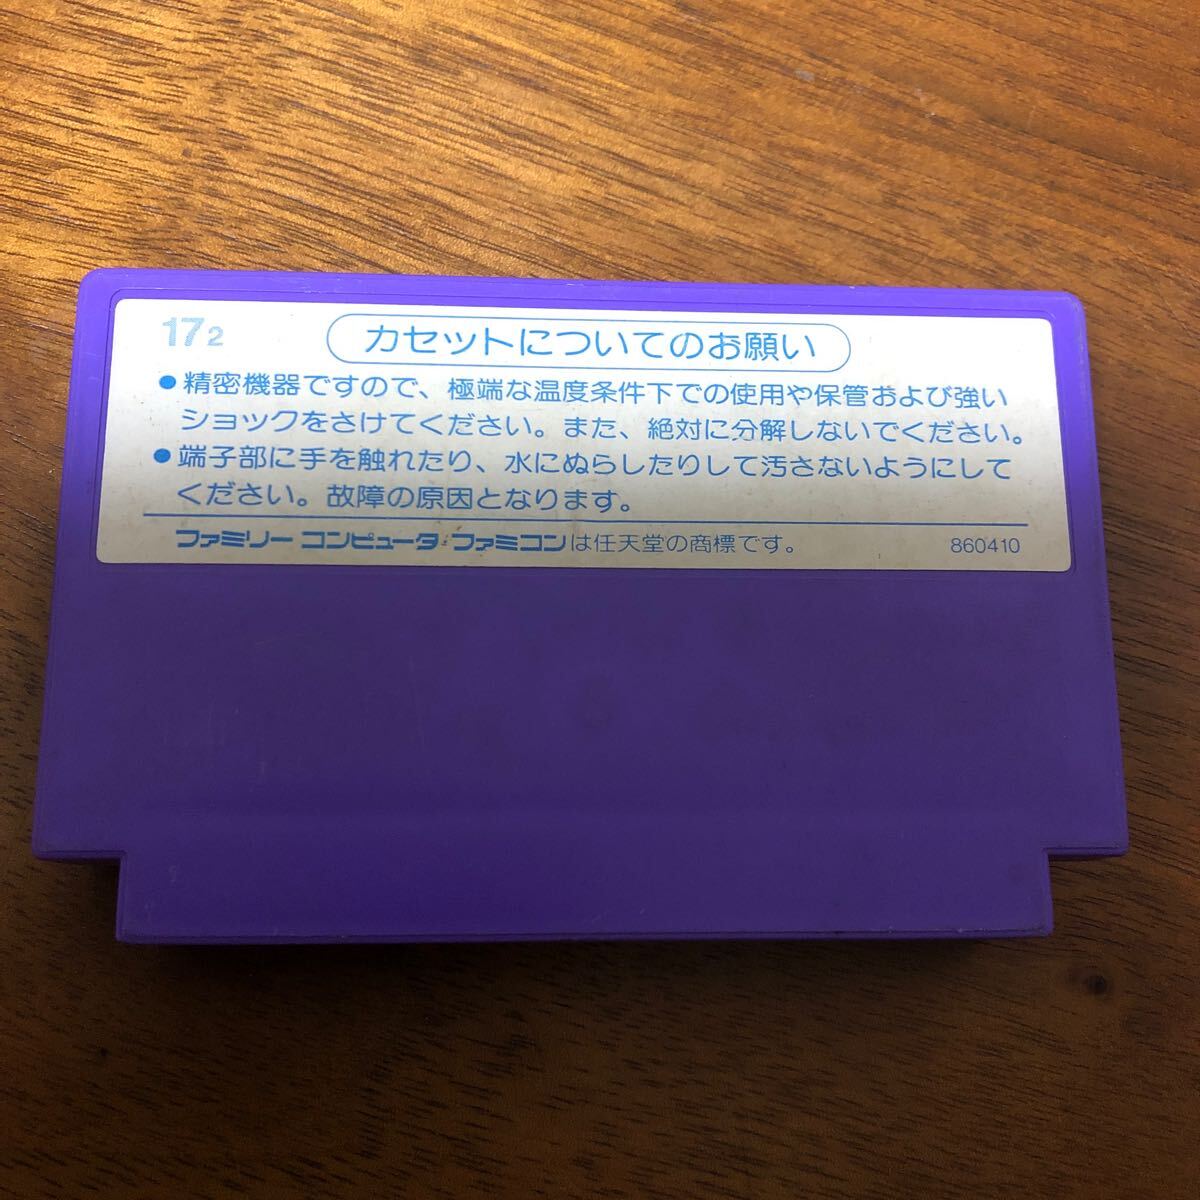 172
カセットについてのお願い
●精密機器ですので、極端な温度条件下での使用や保管および強い
ショックをさけてください。また、絶対に分解しないでください。
●端子部に手を触れたり、水にぬらしたりして汚さないようにして
ください。故障の原因となります。
ファミリーコンピュータ・ファミコンは任天堂の商標です。 860410